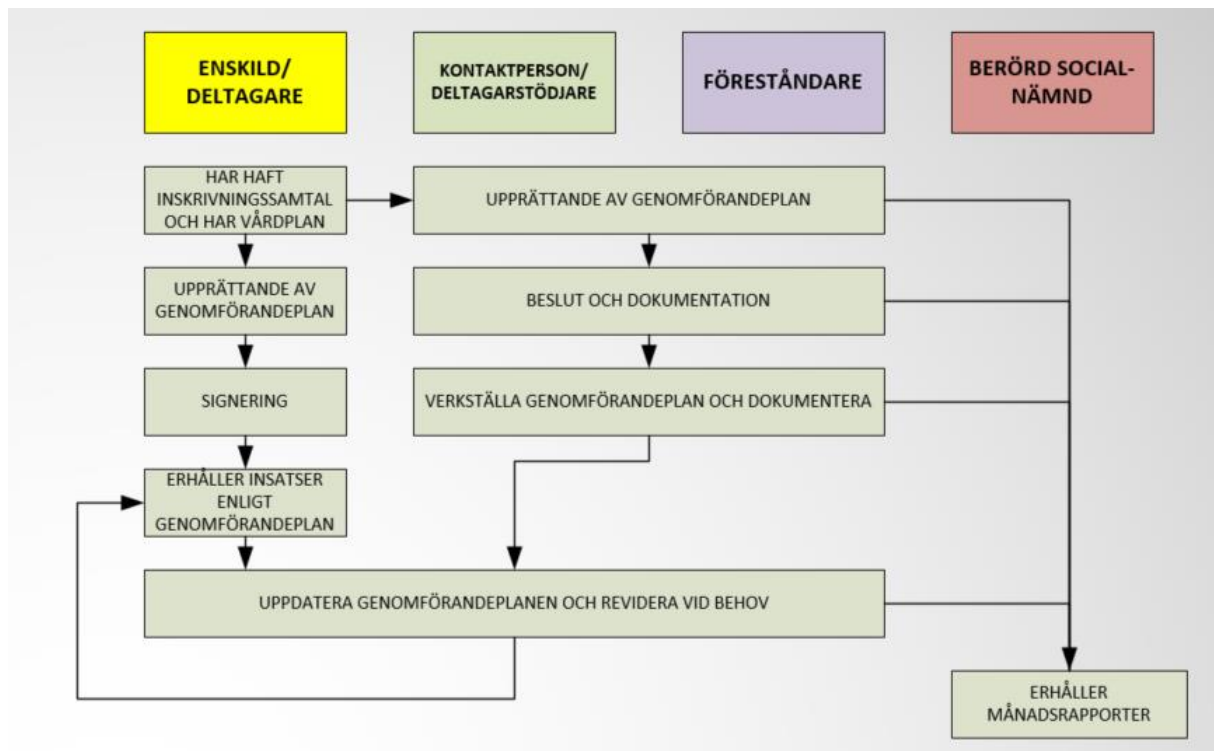 ENSKILD/
DELTAGARE
KONTAKTPERSON/
DELTAGARSTÖDJARE
FÖRESTÅNDARE
BERÖRD SOCIAL-
NÄMND
HAR HAFT
INSKRIVNINGSSAMTAL
OCH HAR VÅRDPLAN
UPPRÄTTANDE AV GENOMFÖRANDEPLAN
UPPRÄTTANDE AV
GENOMFÖRANDEPLAN
BESLUT OCH DOKUMENTATION
SIGNERING
VERKSTÄLLA GENOMFÖRANDEPLAN OCH DOKUMENTERA
ERHÅLLER INSATSER
ENLIGT
GENOMFÖRANDEPLAN
UPPDATERA GENOMFÖRANDEPLANEN OCH REVIDERA VID BEHOV
ERHÅLLER
MÅNADSRAPPORTER